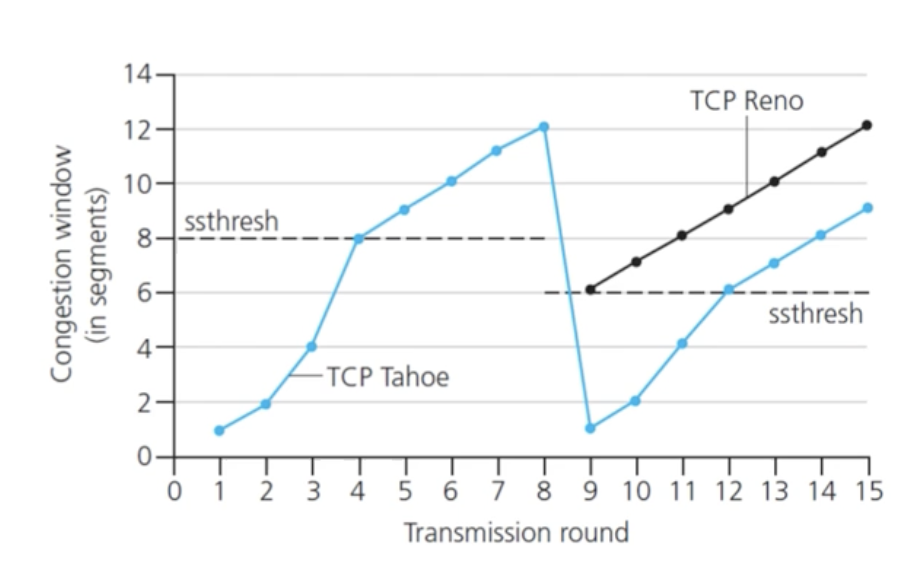 14
12
10
8
6
4
2
0
Congestion window
(in segments)
ssthresh
TCP Tahoe
TCP Reno
ssthresh
0 1 2 3 4 5 6 7 8 9 10 11 12 13 14 15
Transmission round